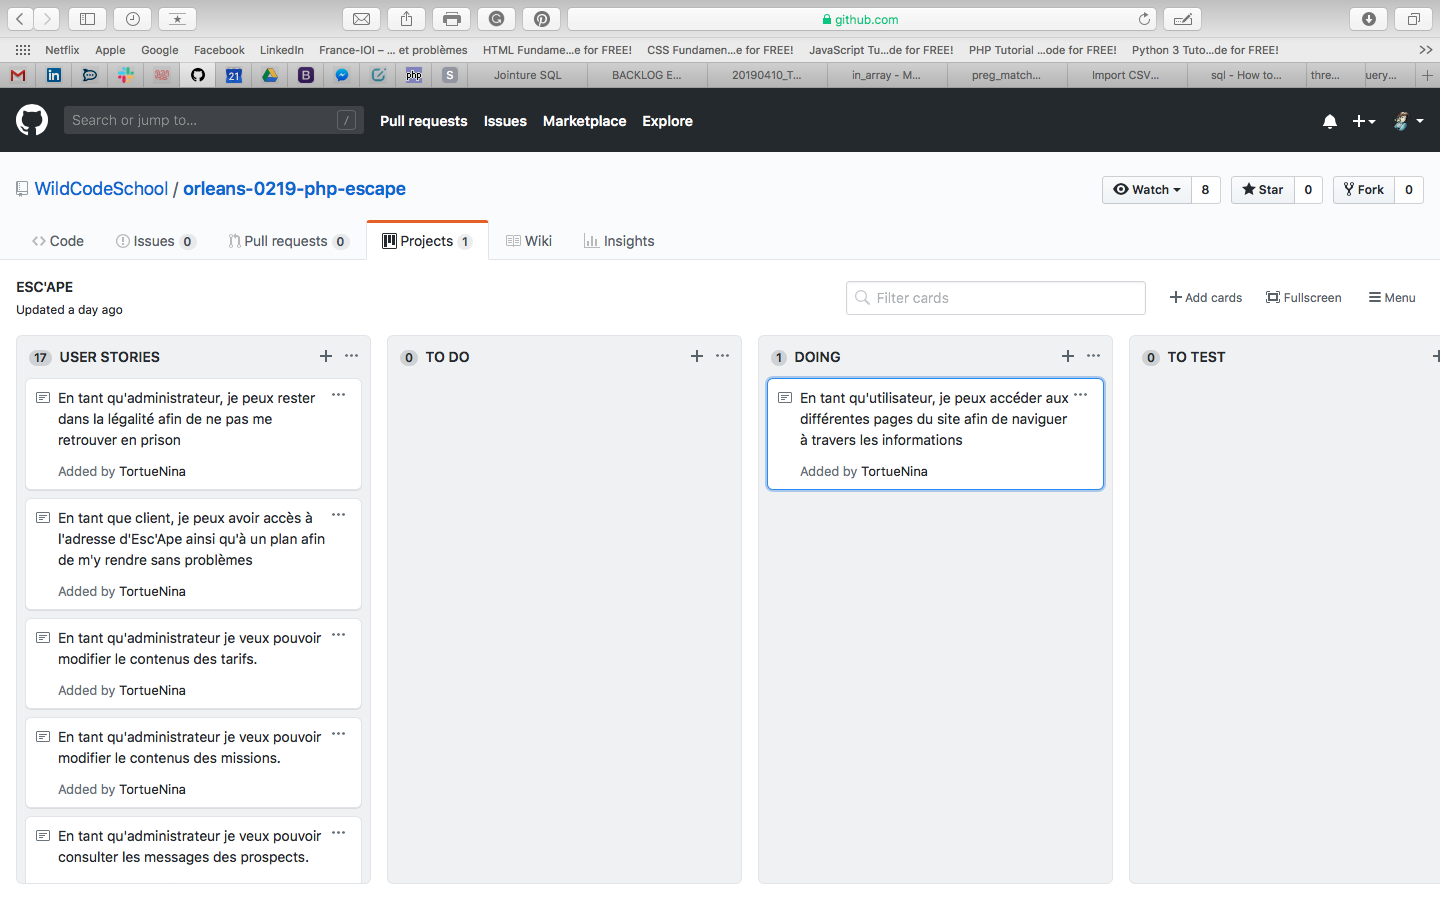 github.com
Netflix Apple Google Facebook LinkedIn France-IOI – ... et problèmes HTML Fundame...e for FREE! CSS Fundamen...e for FREE! JavaScript Tu...de for FREE! PHP Tutorial ...ode for FREE! Python 3 Tuto...de for FREE!
21 B php S Jointure SQL BACKLOG E... 20190410_T... in_array - M... preg_match... Import CSV... sql - How to... thre... uery...
Search or jump to... / Pull requests Issues Marketplace Explore
WildCodeSchool / orleans-0219-php-escape Watch 8 Star 0 Fork 0
Code Issues 0 Pull requests 0 Projects 1 Wiki Insights
ESC'APE
Updated a day ago
Filter cards Add cards Fullscreen Menu
17 USER STORIES
En tant qu'administrateur, je peux rester
dans la légalité afin de ne pas me
retrouver en prison
Added by TortueNina
En tant que client, je peux avoir accès à
l'adresse d'Esc'Ape ainsi qu'à un plan afin
de m'y rendre sans problèmes
Added by TortueNina
En tant qu'administrateur je veux pouvoir
modifier le contenus des tarifs.
Added by TortueNina
En tant qu'administrateur je veux pouvoir
modifier le contenus des missions.
Added by TortueNina
En tant qu'administrateur je veux pouvoir
consulter les messages des prospects.
0 TO DO
1 DOING
En tant qu'utilisateur, je peux accéder aux
différentes pages du site afin de naviguer
à travers les informations
Added by TortueNina
0 TO TEST